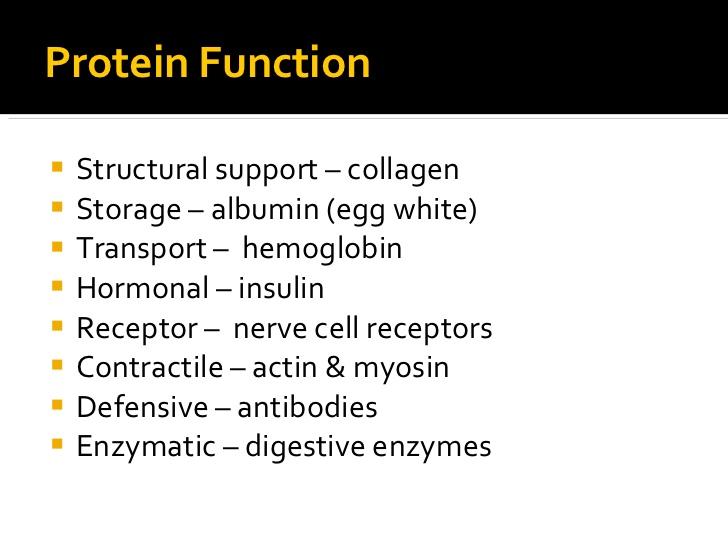 Protein Function
Structural support – collagen
Storage – albumin (egg white)
Transport –  hemoglobin
Hormonal – insulin
Receptor –  nerve cell receptors
Contractile – actin & myosin
Defensive – antibodies
Enzymatic – digestive enzymes